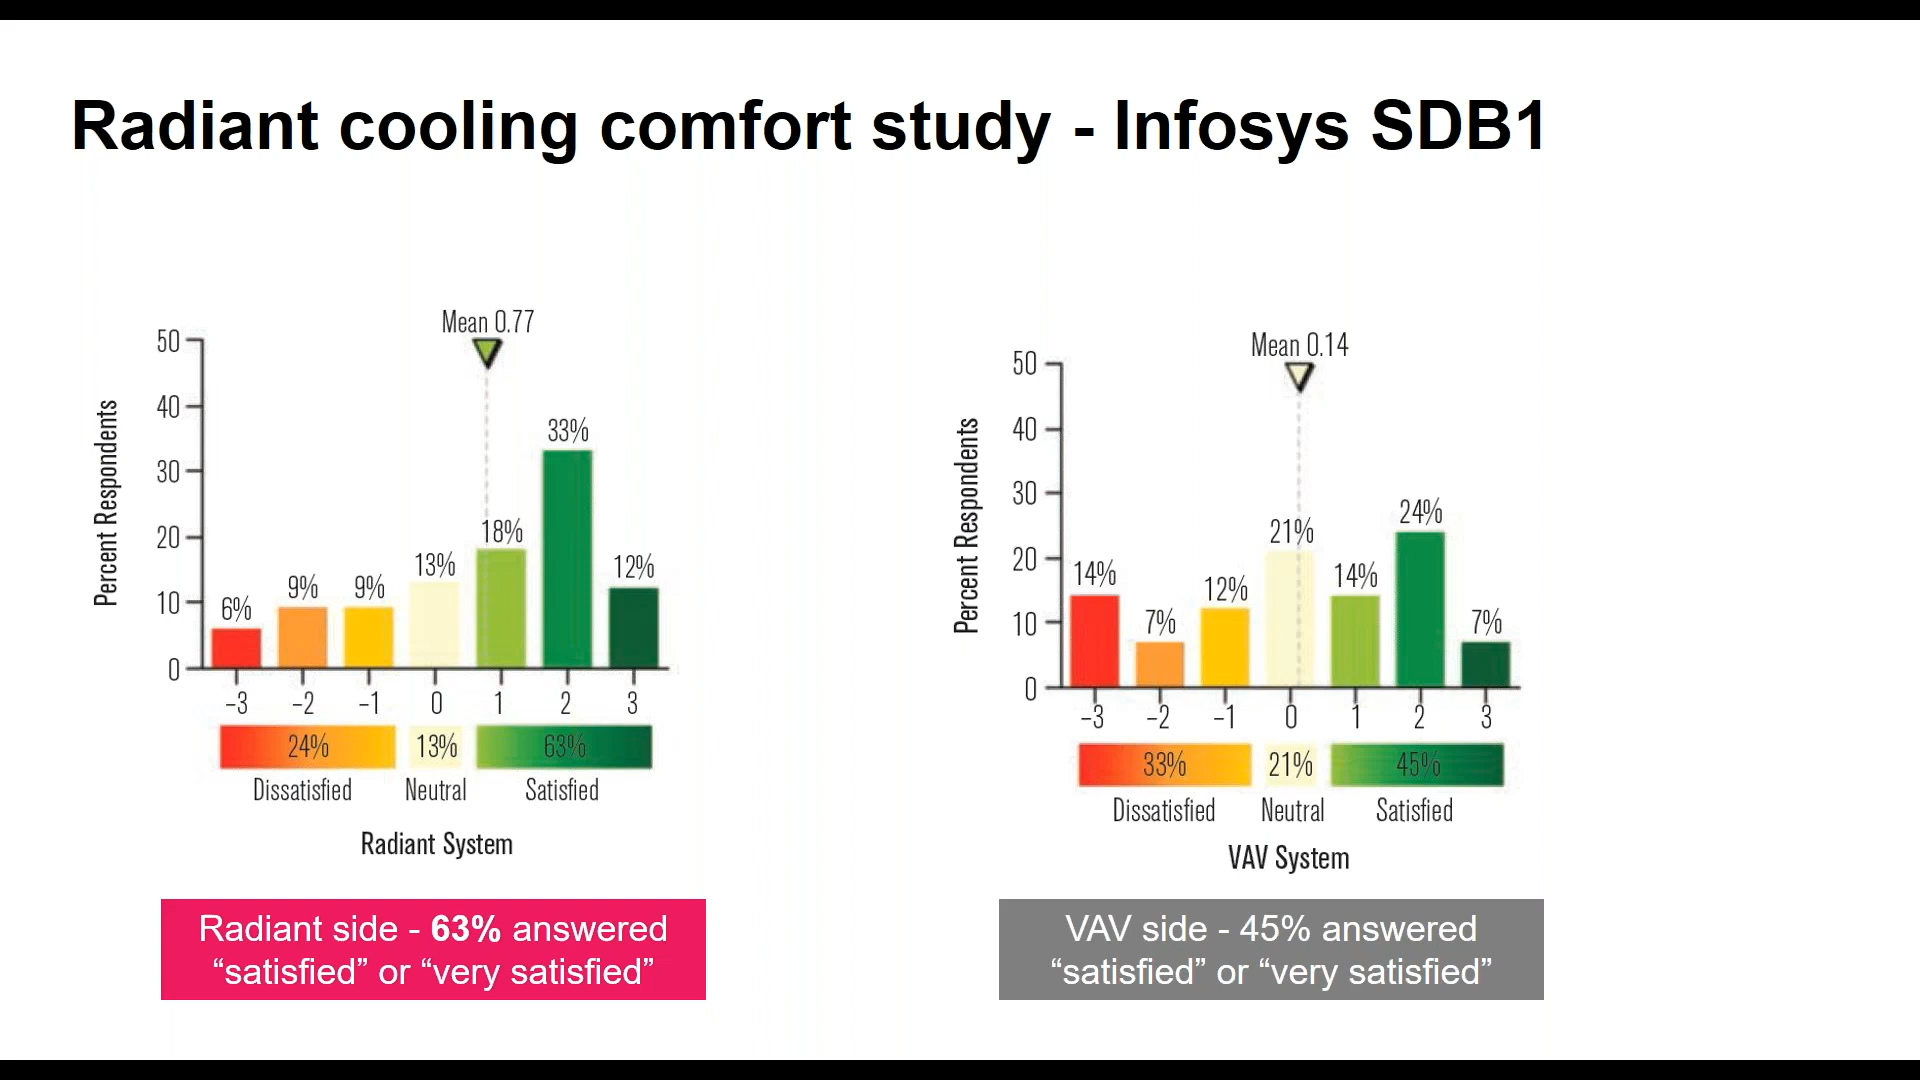 Radiant cooling comfort study - Infosys SDB1
Mean 0.77
Percent Respondents
50
40
30
20
10
0
6%
9%
9%
13%
18%
33%
12%
−3
−2
−1
0
1
2
3
24%
13%
63%
Dissatisfied
Neutral
Satisfied
Radiant System
Radiant side - 63% answered
“satisfied” or “very satisfied”
Mean 0.14
Percent Respondents
50
40
30
20
10
0
14%
7%
12%
21%
14%
24%
7%
−3
−2
−1
0
1
2
3
33%
21%
45%
Dissatisfied
Neutral
Satisfied
VAV System
VAV side - 45% answered
“satisfied” or “very satisfied”